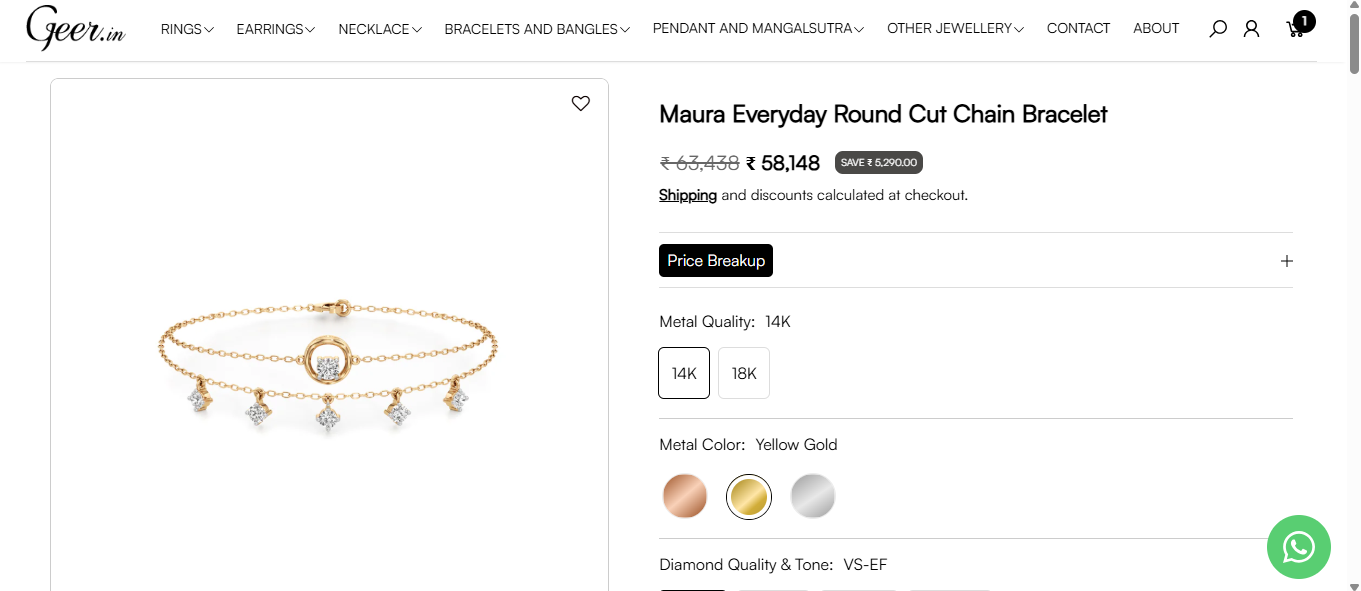 Geer.in
RINGS EARRINGS NECKLACE BRACELETS AND BANGLES PENDANT AND MANGALSUTRA OTHER JEWELLERY CONTACT ABOUT 1
Maura Everyday Round Cut Chain Bracelet
₹ 63,438 ₹ 58,148 SAVE ₹ 5,290.00
Shipping and discounts calculated at checkout.
Price Breakup +
Metal Quality: 14K
14K 18K
Metal Color: Yellow Gold
Diamond Quality & Tone: VS-EF